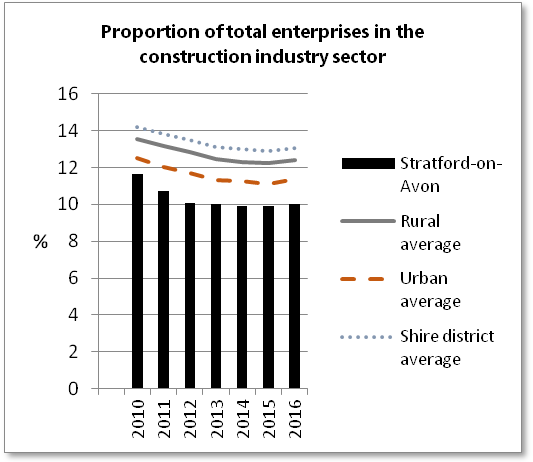 Proportion of total enterprises in the
construction industry sector
16
14
12
10
8
6
4
2
0
%
2010
2011
2012
2013
2014
2015
2016
Stratford-on-
Avon
Rural
average
Urban
average
Shire district
average